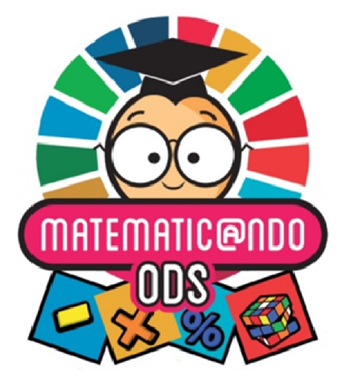 MATEMATIC@NDO
ODS
- × %